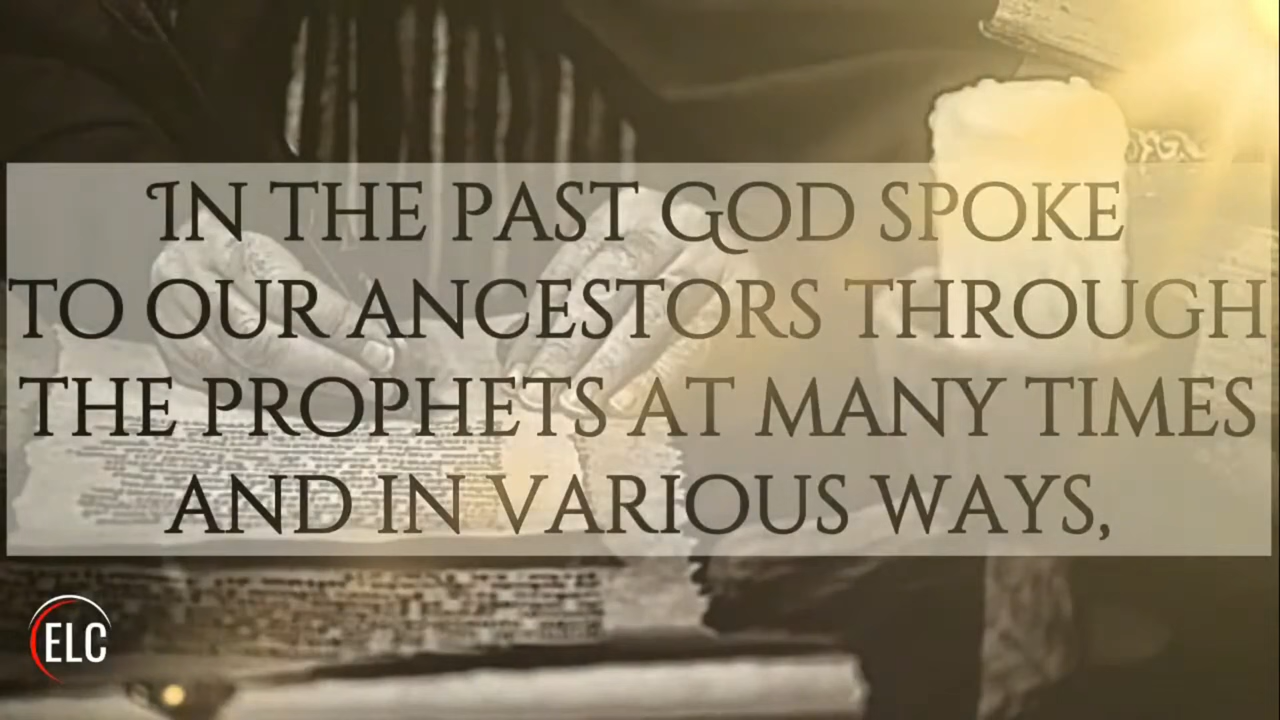 In the past God spoke
to our ancestors through
the prophets at many times
and in various ways,
ELC